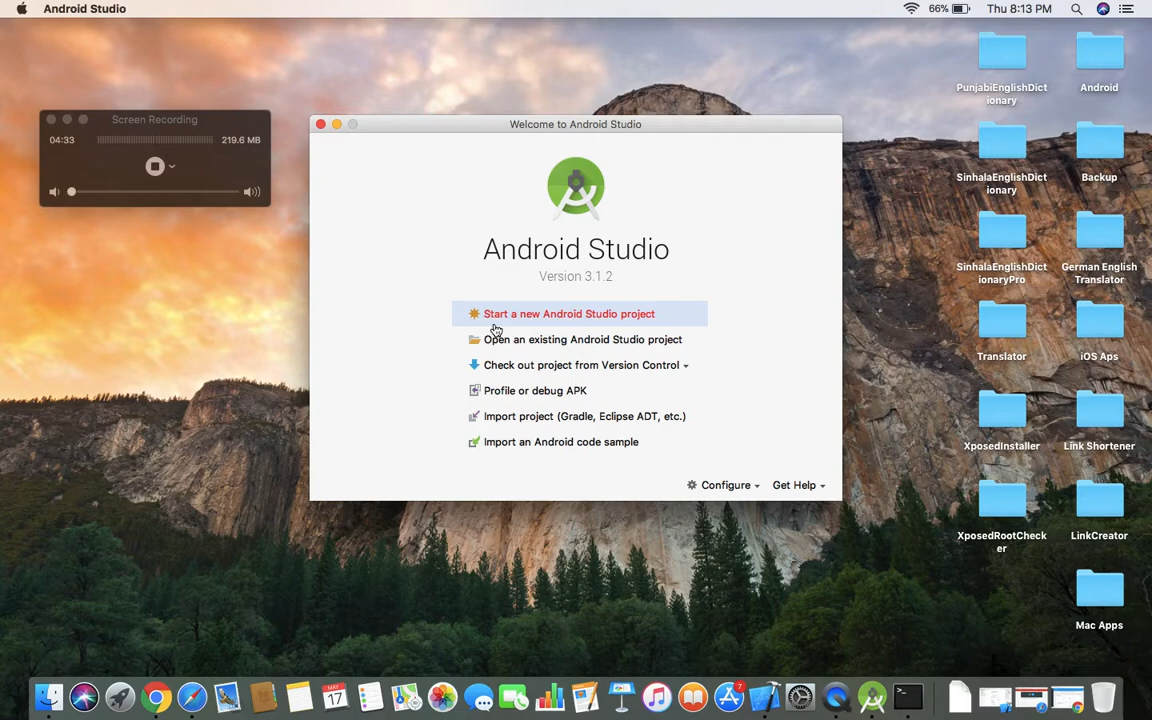 Android Studio
66%
Thu 8:13 PM
Screen Recording
04:33
219.6 MB
Welcome to Android Studio
Android Studio
Version 3.1.2
Start a new Android Studio project
Open an existing Android Studio project
Check out project from Version Control
Profile or debug APK
Import project (Gradle, Eclipse ADT, etc.)
Import an Android code sample
Configure
Get Help
PunjabiEnglishDict
ionary
Android
SinhalaEnglishDict
ionary
Backup
SinhalaEnglishDict
ionaryPro
German English
Translator
Translator
iOS Aps
XposedInstaller
Link Shortener
XposedRootCheck
er
LinkCreator
Mac Apps
MAY
17
7